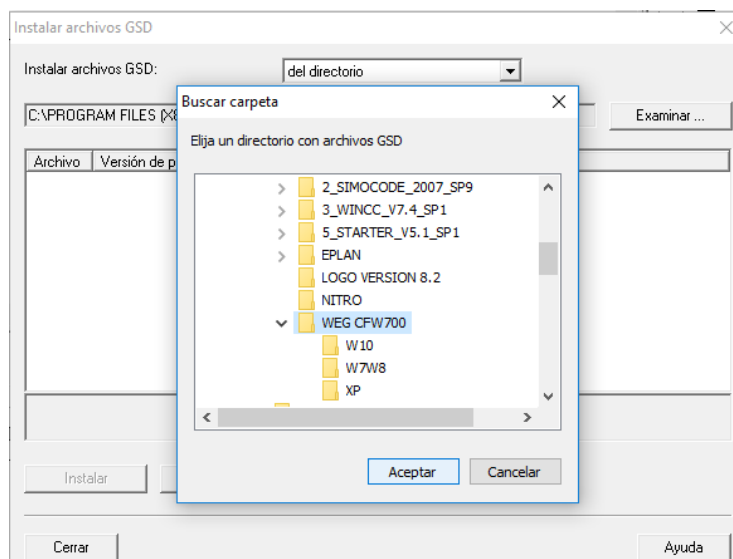 Instalar archivos GSD
Instalar archivos GSD:
del directorio
C:\PROGRAM FILES (X8
Examinar ...
Archivo
Versión de p
Buscar carpeta
Elija un directorio con archivos GSD
2_SIMOCODE_2007_SP9
3_WINCC_V7.4_SP1
5_STARTER_V5.1_SP1
EPLAN
LOGO VERSION 8.2
NITRO
WEG CFW700
W10
W7W8
XP
Aceptar
Cancelar
Instalar
Cerrar
Ayuda